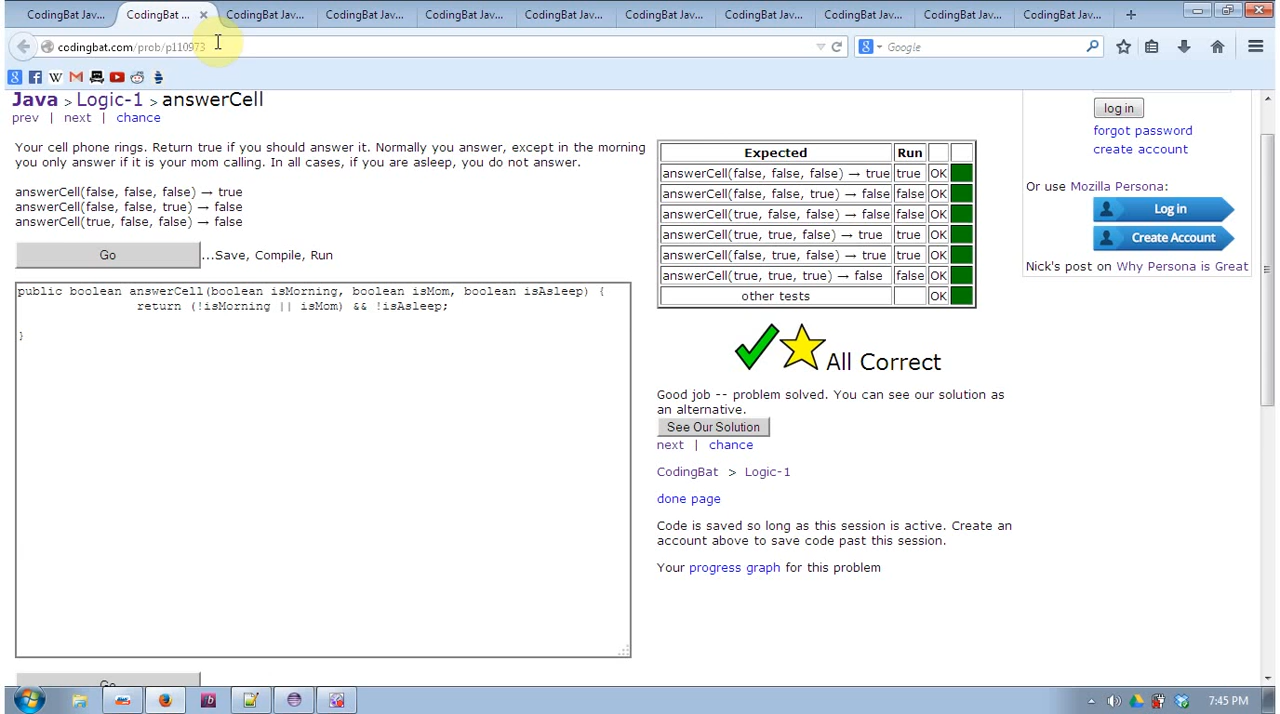 CodingBat Jav... CodingBat ... CodingBat Jav... CodingBat Jav... CodingBat Jav... CodingBat Jav... CodingBat Jav... CodingBat Jav... CodingBat Jav... CodingBat Jav... CodingBat Jav...
codingbat.com/prob/p110973 Google
Java > Logic-1 > answerCell
prev | next | chance
Your cell phone rings. Return true if you should answer it. Normally you answer, except in the morning
you only answer if it is your mom calling. In all cases, if you are asleep, you do not answer.
answerCell(false, false, false) → true
answerCell(false, false, true) → false
answerCell(true, false, false) → false
Go ...Save, Compile, Run
public boolean answerCell(boolean isMorning, boolean isMom, boolean isAsleep) {
return (!isMorning || isMom) && !isAsleep;
}
Go
Expected Run
answerCell(false, false, false) → true true OK
answerCell(false, false, true) → false false OK
answerCell(true, false, false) → false false OK
answerCell(true, true, false) → true true OK
answerCell(false, true, false) → true true OK
answerCell(true, true, true) → false false OK
other tests OK
All Correct
Good job -- problem solved. You can see our solution as
an alternative.
See Our Solution
next | chance
CodingBat > Logic-1
done page
Code is saved so long as this session is active. Create an
account above to save code past this session.
Your progress graph for this problem
log in
forgot password
create account
Or use Mozilla Persona:
Log in
Create Account
Nick's post on Why Persona is Great
7:45 PM